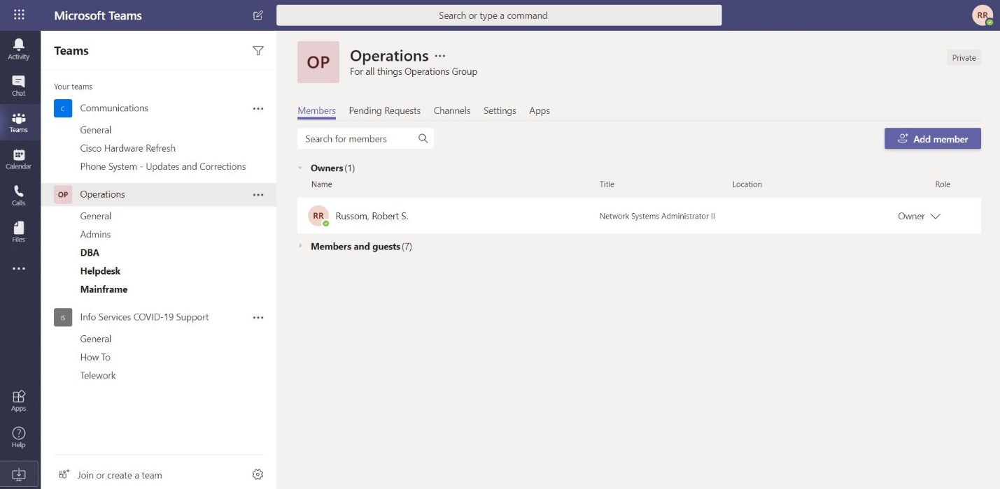 Microsoft Teams
Search or type a command
RR
Activity
Chat
Teams
Calendar
Calls
Files
Apps
Help
Teams
Your teams
C Communications
General
Cisco Hardware Refresh
Phone System - Updates and Corrections
OP Operations
General
Admins
DBA
Helpdesk
Mainframe
IS Info Services COVID-19 Support
General
How To
Telework
Join or create a team
OP
Operations
For all things Operations Group
Private
Members Pending Requests Channels Settings Apps
Search for members
Add member
Owners (1)
Name Title Location Role
RR Russom, Robert S. Network Systems Administrator II Owner
Members and guests (7)